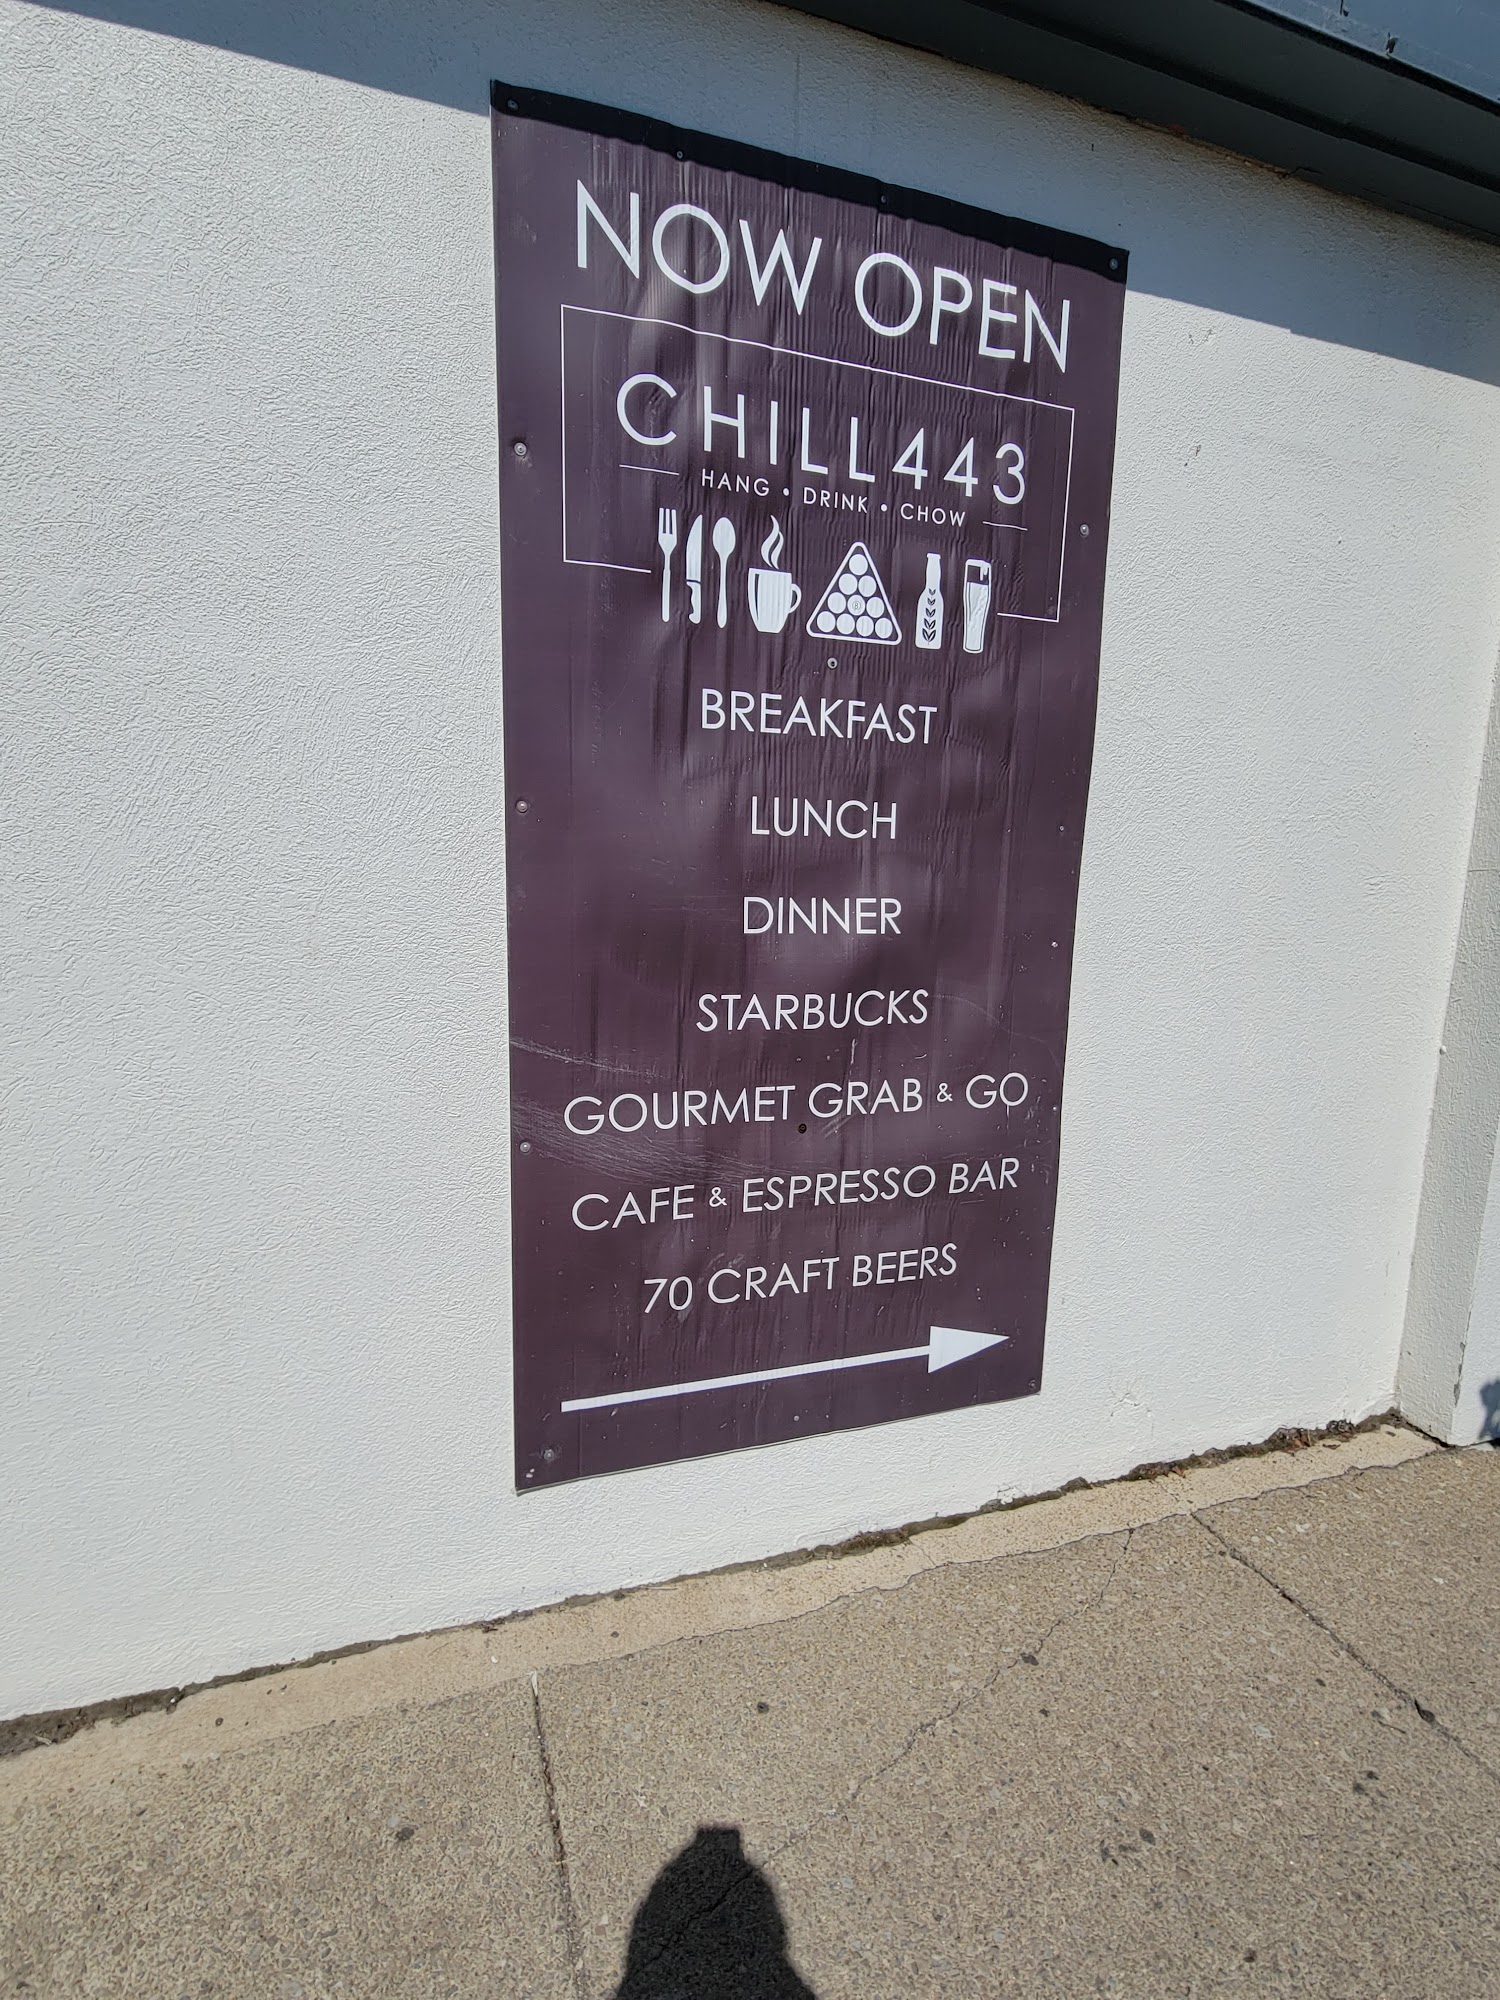 NOW OPEN
CHILL443
HANG • DRINK • CHOW
BREAKFAST
LUNCH
DINNER
STARBUCKS
GOURMET GRAB & GO
CAFE & ESPRESSO BAR
70 CRAFT BEERS